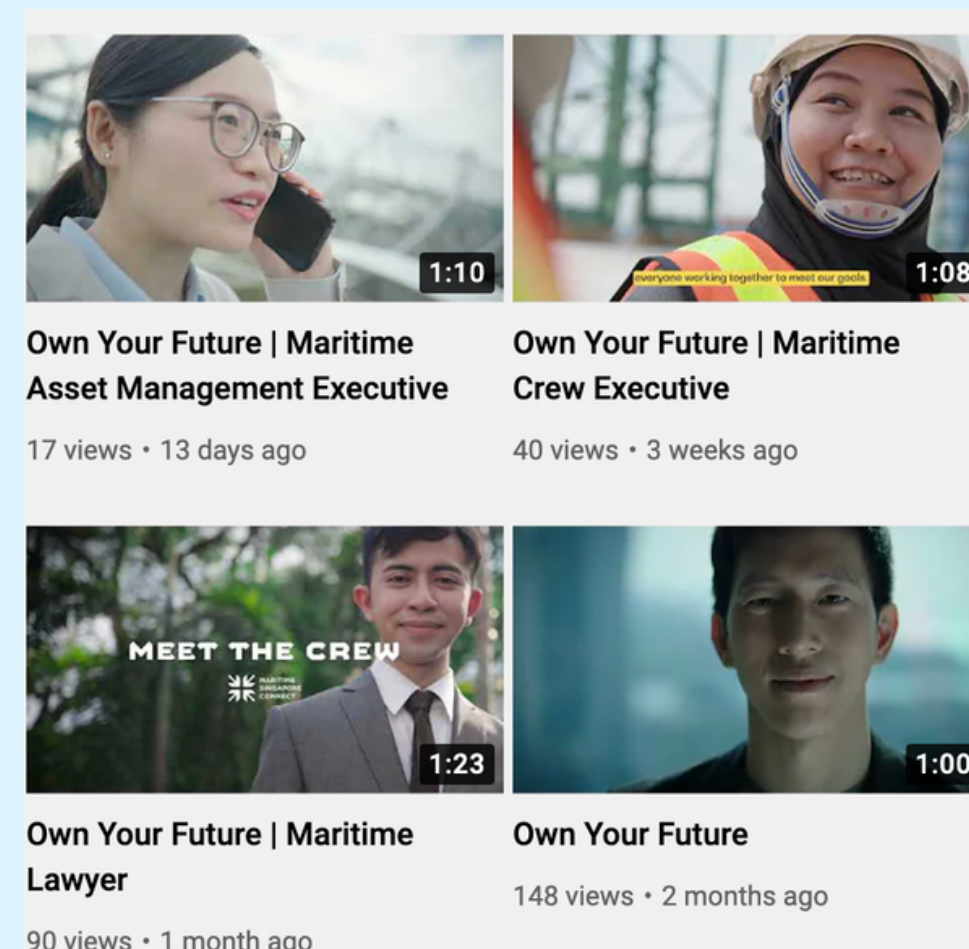 1:10
everyone working together to meet our goals.
1:08
Own Your Future | Maritime
Asset Management Executive
17 views • 13 days ago
Own Your Future | Maritime
Crew Executive
40 views • 3 weeks ago
MEET THE CREW
MARITIME
SINGAPORE
CONNECT
1:23
1:00
Own Your Future | Maritime
Lawyer
90 views • 1 month ago
Own Your Future
148 views • 2 months ago